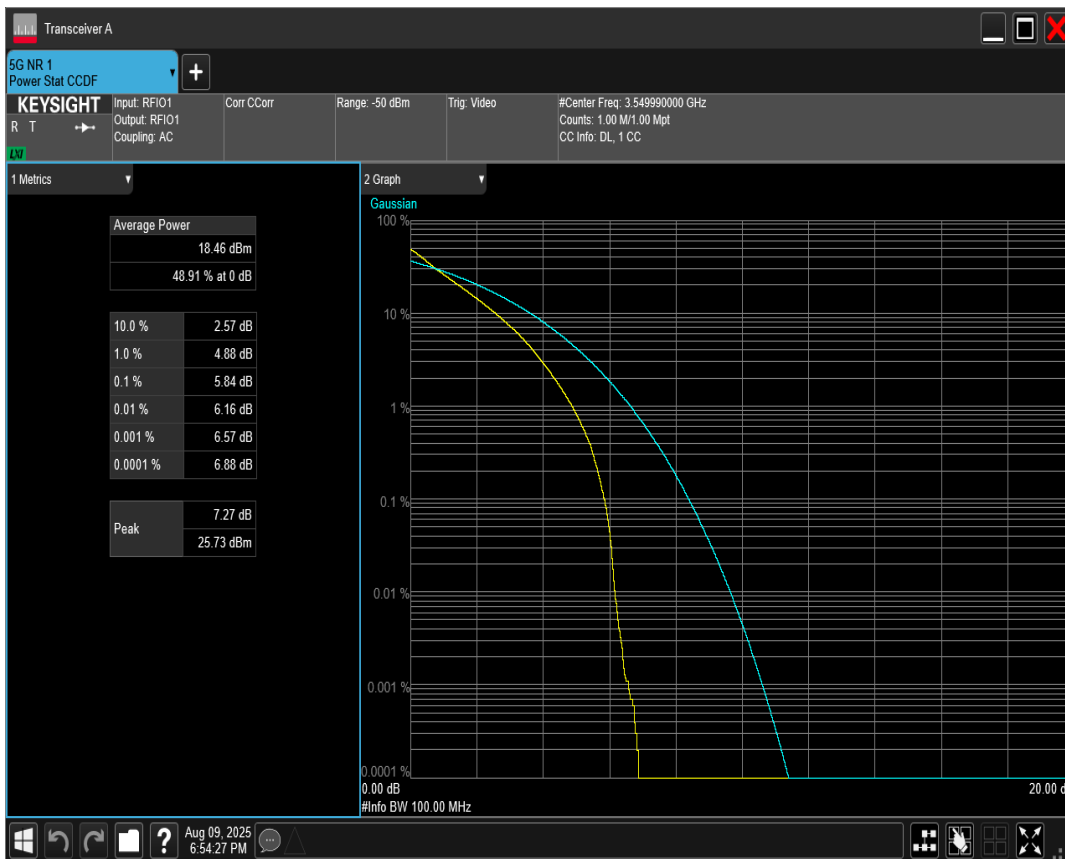 Transceiver A
5G NR 1
Power Stat CCDF
KEYSIGHT
R T
LXI
Input: RFIO1
Output: RFIO1
Coupling: AC
Corr CCorr
Range: -50 dBm
Trig: Video
#Center Freq: 3.549990000 GHz
Counts: 1.00 M/1.00 Mpt
CC Info: DL, 1 CC
1 Metrics
Average Power
18.46 dBm
48.91 % at 0 dB
10.0 % 2.57 dB
1.0 % 4.88 dB
0.1 % 5.84 dB
0.01 % 6.16 dB
0.001 % 6.57 dB
0.0001 % 6.88 dB
Peak 7.27 dB
25.73 dBm
2 Graph
Gaussian
100 %
10 %
1 %
0.1 %
0.01 %
0.001 %
0.0001 %
0.00 dB
20.00 d
#Info BW 100.00 MHz
Aug 09, 2025
6:54:27 PM